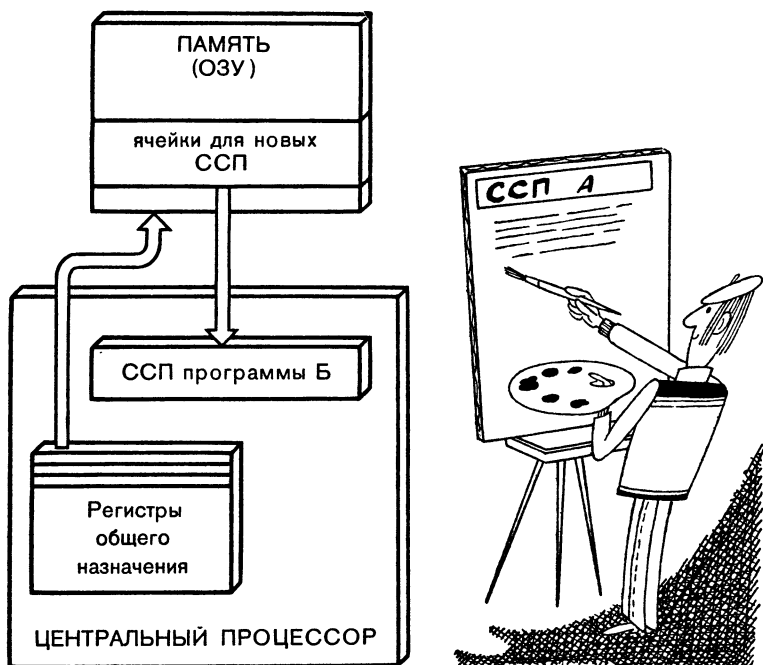 ПАМЯТЬ
(ОЗУ)
ячейки для новых
ССП
ССП программы Б
Регистры
общего
назначения
ЦЕНТРАЛЬНЫЙ ПРОЦЕССОР
ССП А